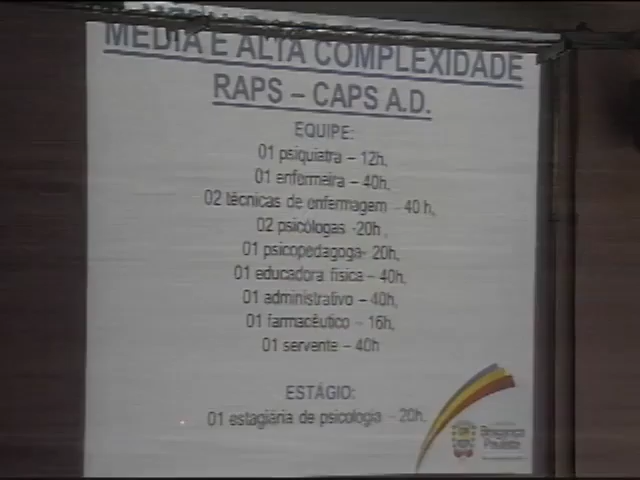 MÉDIA E ALTA COMPLEXIDADE
RAPS – CAPS A.D.
EQUIPE:
01 psiquiatra – 12h,
01 enfermeira – 40h,
02 técnicas de enfermagem – 40 h,
02 psicólogas -20h ,
01 psicopedagoga- 20h,
01 educadora física – 40h,
01 administrativo – 40h,
01 farmacêutico – 16h,
01 servente – 40h
ESTÁGIO:
01 estagiária de psicologia – 20h.
Bragança
Paulista